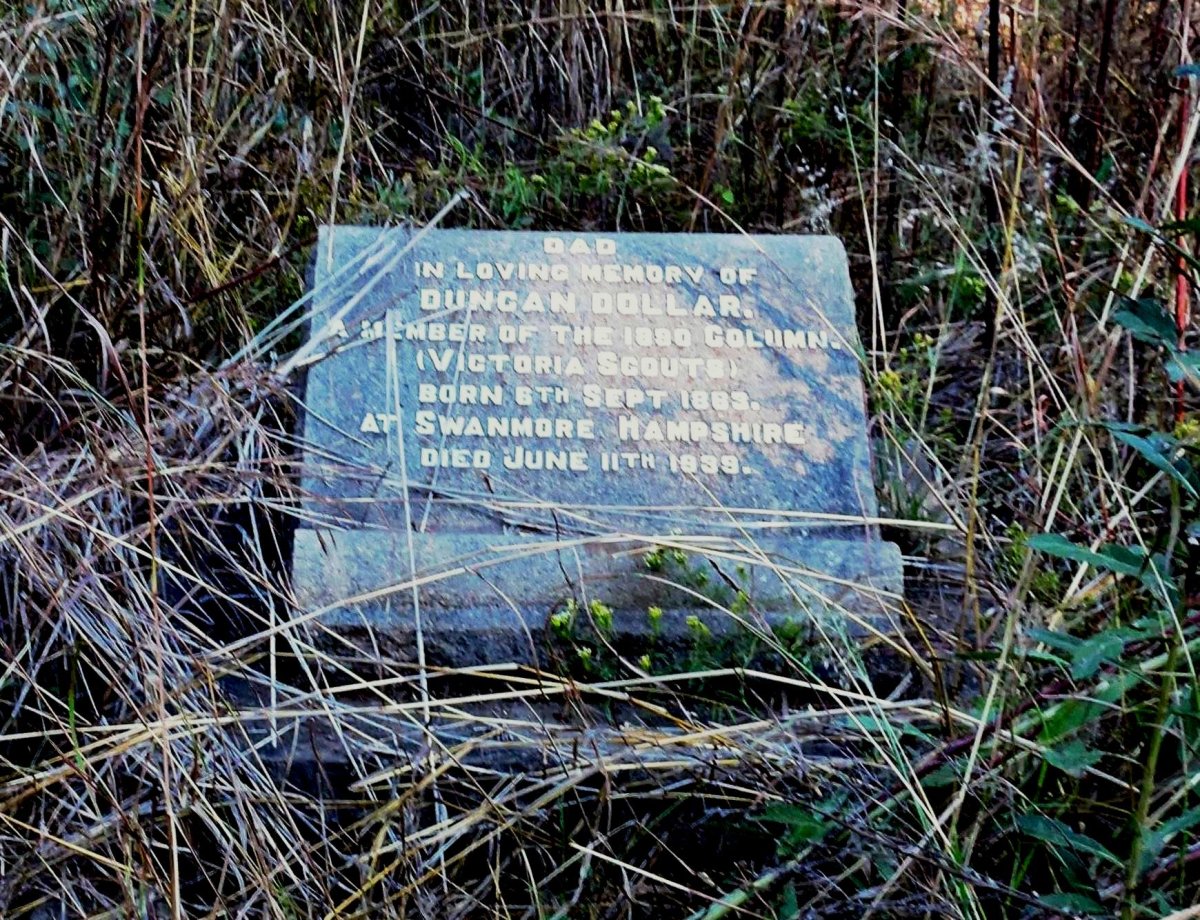 DAD
IN LOVING MEMORY OF
DUNCAN DOLLAR.
A MEMBER OF THE 1890 COLUMN.
(VICTORIA SCOUTS)
BORN 6TH SEPT 1863.
AT SWANMORE HAMPSHIRE
DIED JUNE 11TH 1939.